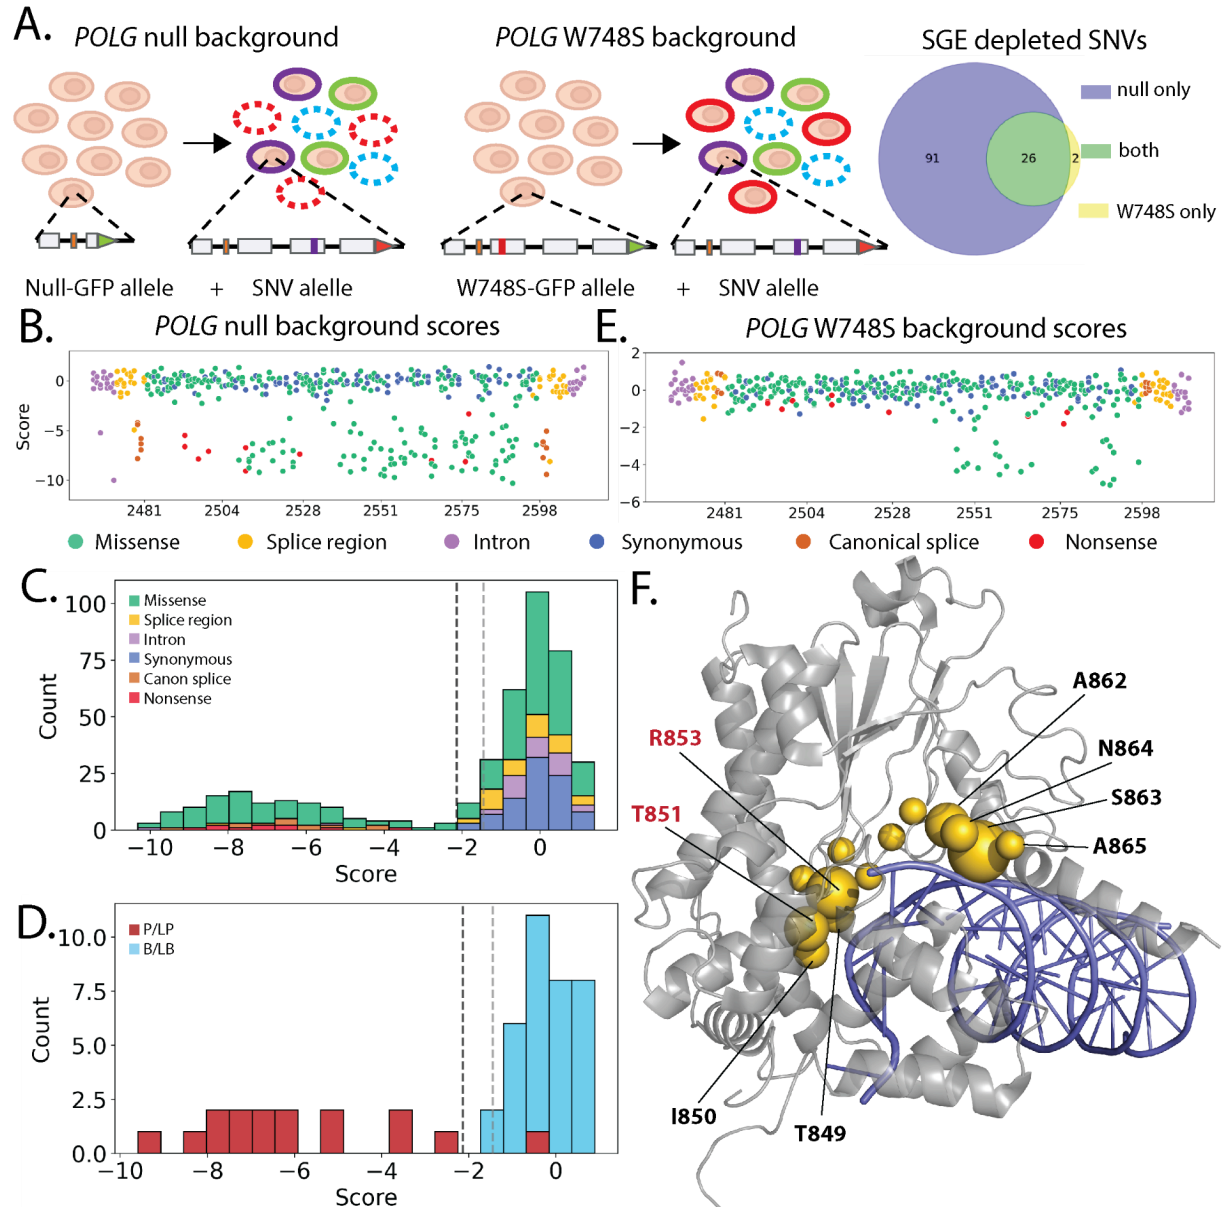 A.
POLG null background
POLG W748S background
SGE depleted SNVs
null only
both
W748S only
91
26
2
Null-GFP allele + SNV alelle
W748S-GFP allele + SNV alelle
B.
POLG null background scores
Score
0
−5
−10
2481 2504 2528 2551 2575 2598
E.
POLG W748S background scores
2
0
−2
−4
−6
2481 2504 2528 2551 2575 2598
Missense Splice region Intron Synonymous Canonical splice Nonsense
C.
Missense
Splice region
Intron
Synonymous
Canon splice
Nonsense
Count
100
75
50
25
0
−10 −8 −6 −4 −2 0
Score
D.
P/LP
B/LB
Count
10.0
7.5
5.0
2.5
0.0
−10 −8 −6 −4 −2 0
Score
F.
A862
R853
N864
S863
T851
A865
I850
T849